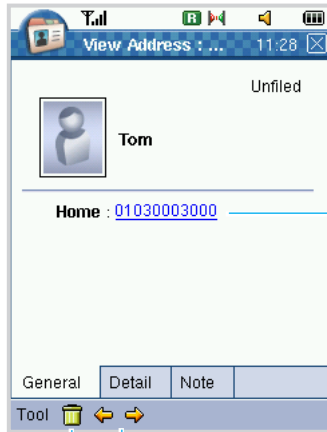 View Address : ... 11:28
Unfiled
Tom
Home : 01030003000
General Detail Note
Tool